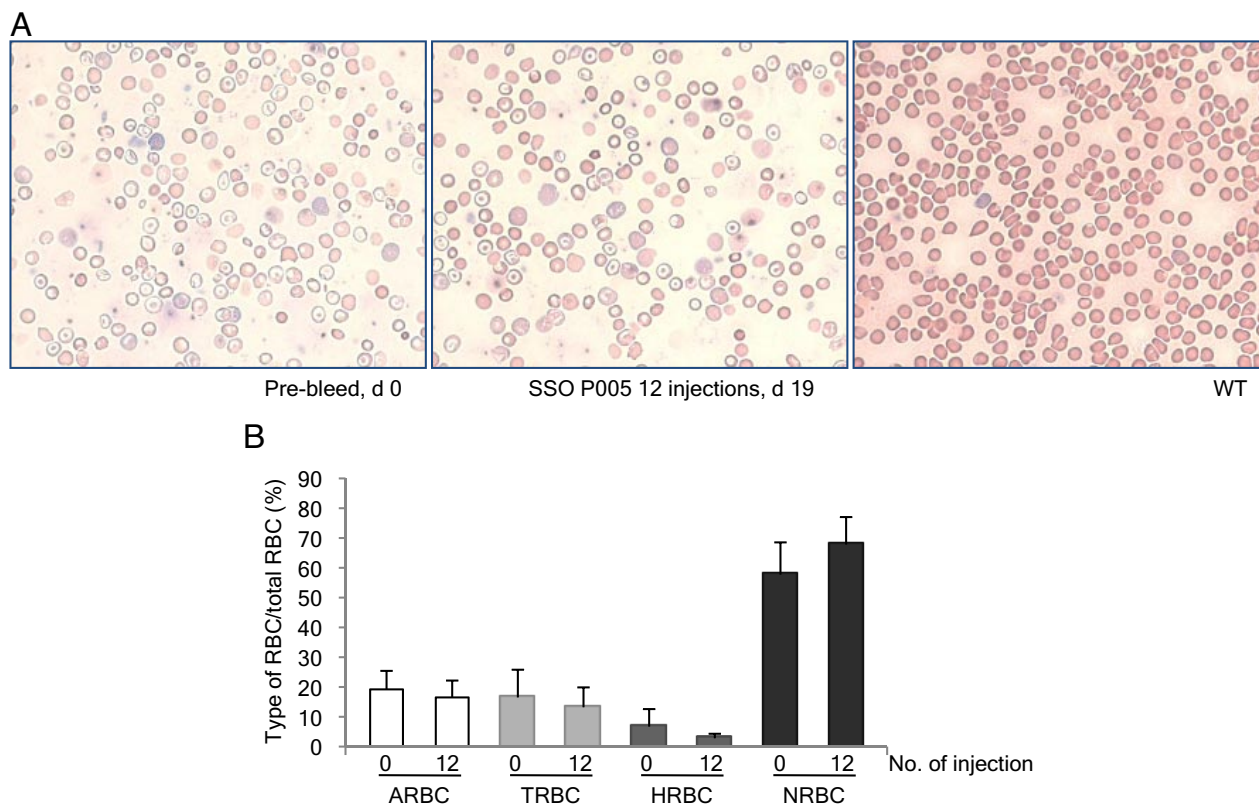 A
Pre-bleed, d 0
SSO P005 12 injections, d 19
WT
B
Type of RBC/total RBC (%)
90
80
70
60
50
40
30
20
10
0
0 12 0 12 0 12 0 12 No. of injection
ARBC TRBC HRBC NRBC